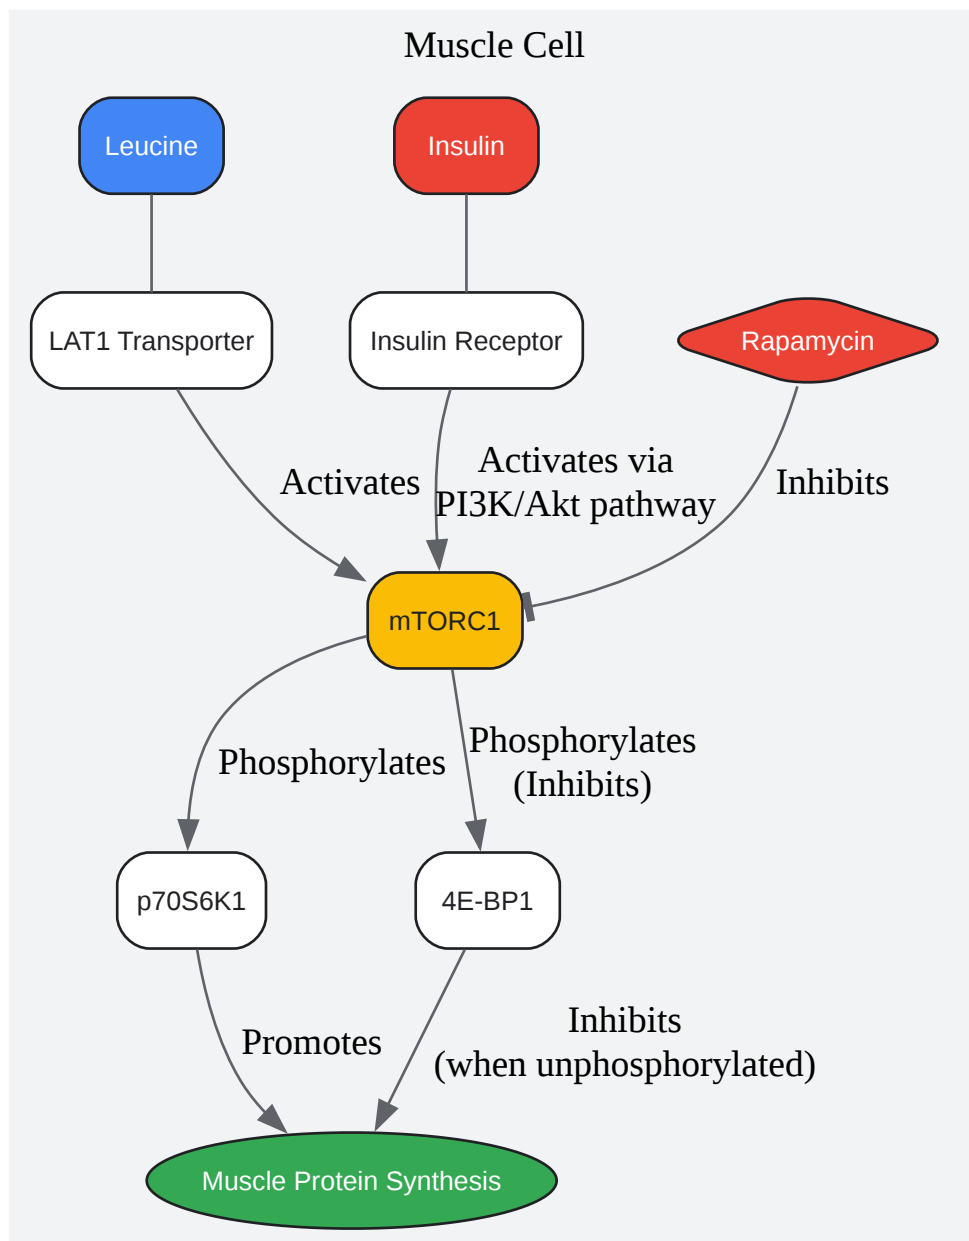 Muscle Cell
Leucine
Insulin
LAT1 Transporter
Insulin Receptor
Rapamycin
Activates
Activates via
PI3K/Akt pathway
Inhibits
mTORC1
Phosphorylates
Phosphorylates
(Inhibits)
p70S6K1
4E-BP1
Promotes
Inhibits
(when unphosphorylated)
Muscle Protein Synthesis